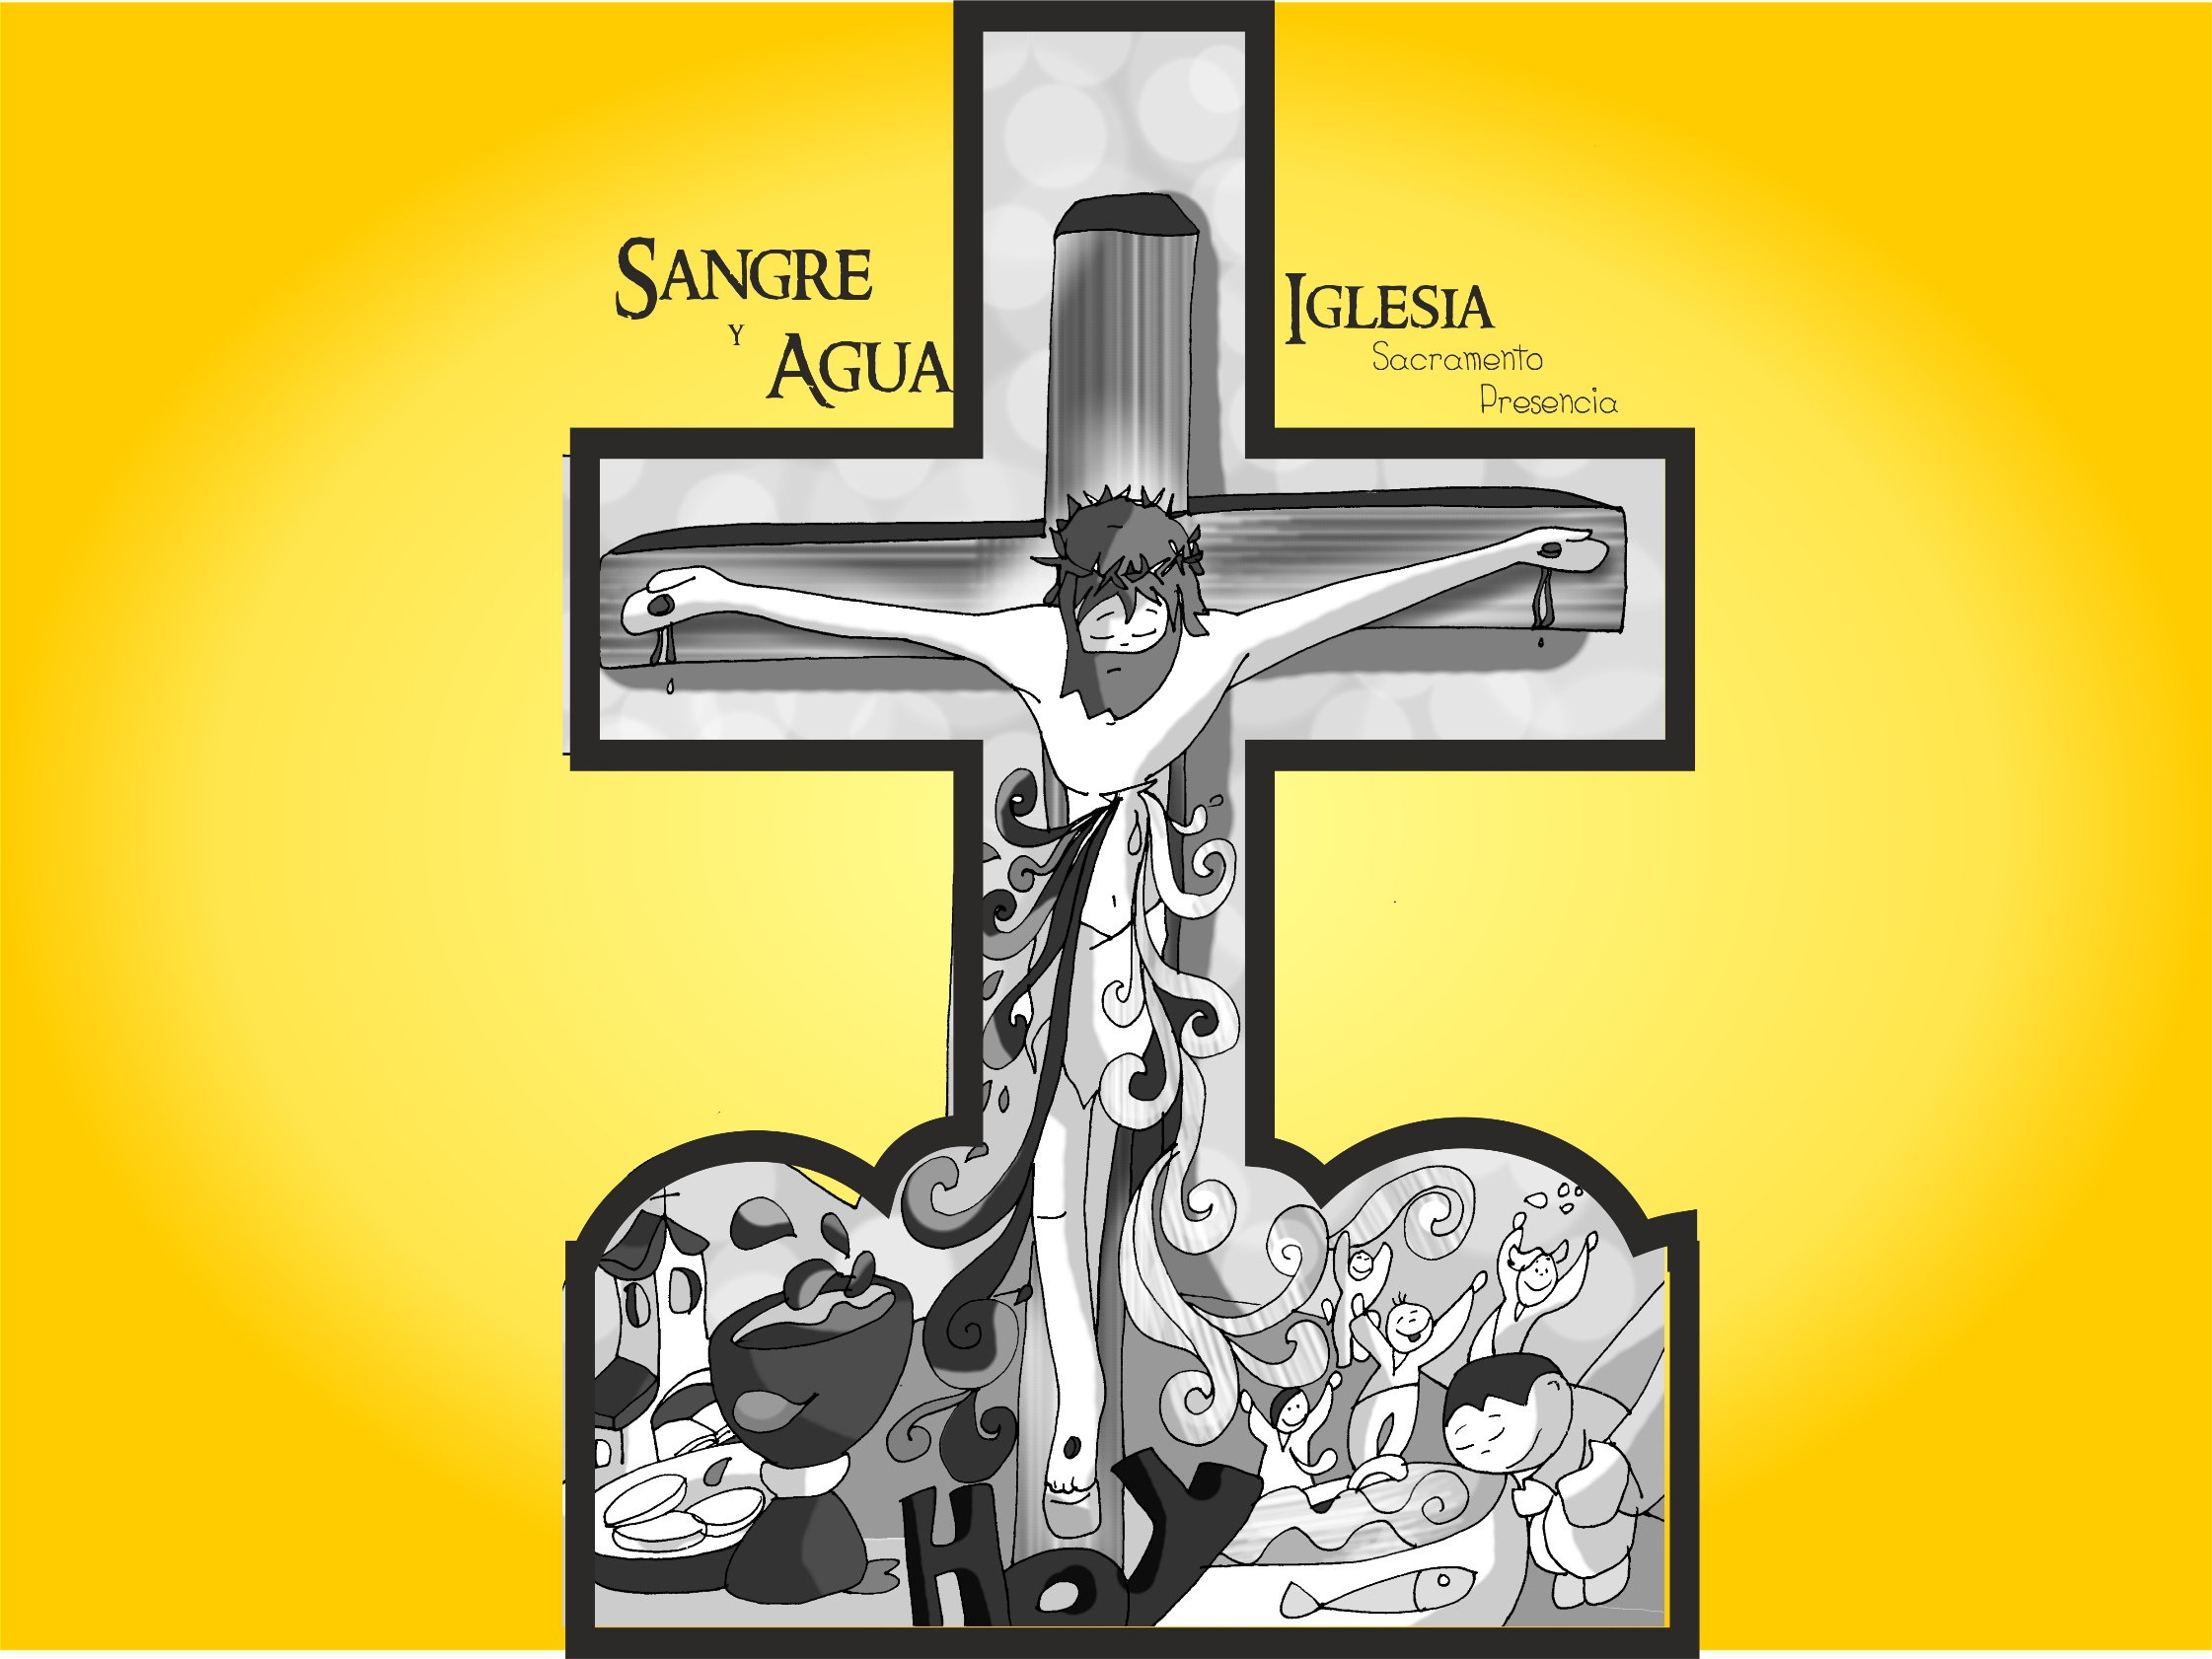 SANGRE
Y
AGUA
IGLESIA
Sacramento
Presencia
HOY